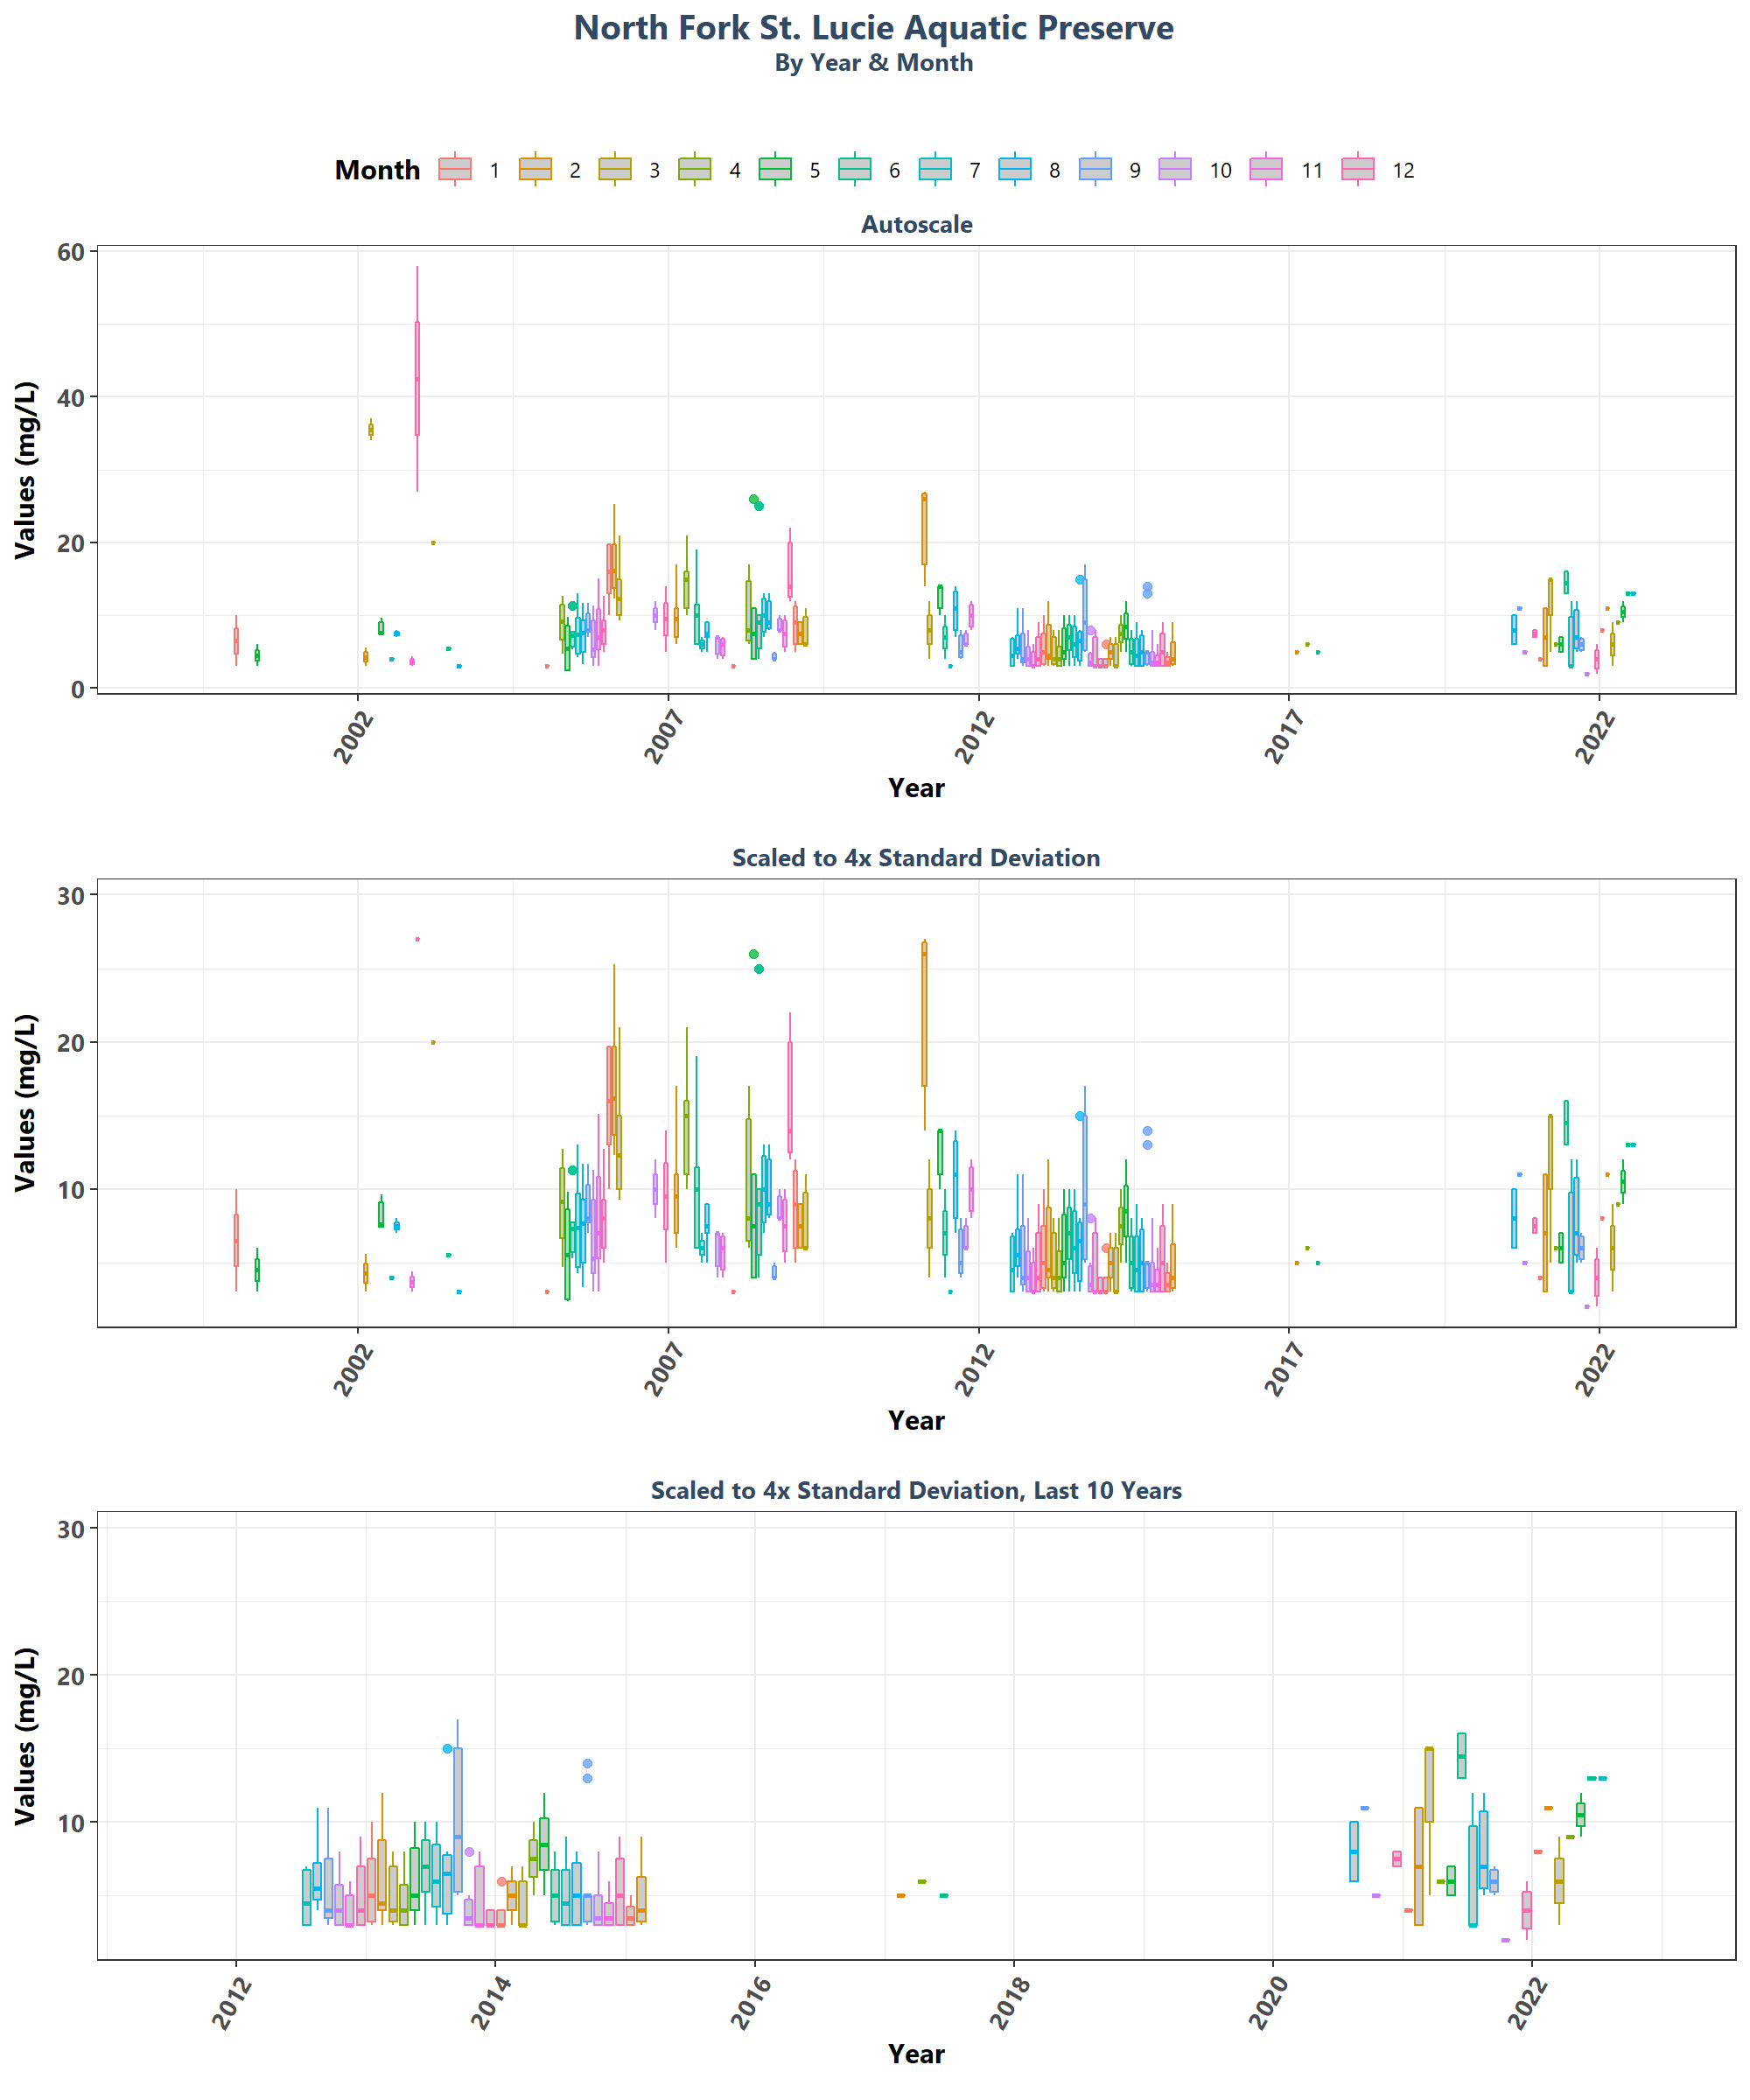 North Fork St. Lucie Aquatic Preserve
By Year & Month
Month 1 2 3 4 5 6 7 8 9 10 11 12
Autoscale
Values (mg/L)
60
40
20
0
2002 2007 2012 2017 2022
Year
Scaled to 4x Standard Deviation
Values (mg/L)
30
20
10
2002 2007 2012 2017 2022
Year
Scaled to 4x Standard Deviation, Last 10 Years
Values (mg/L)
30
20
10
2012 2014 2016 2018 2020 2022
Year